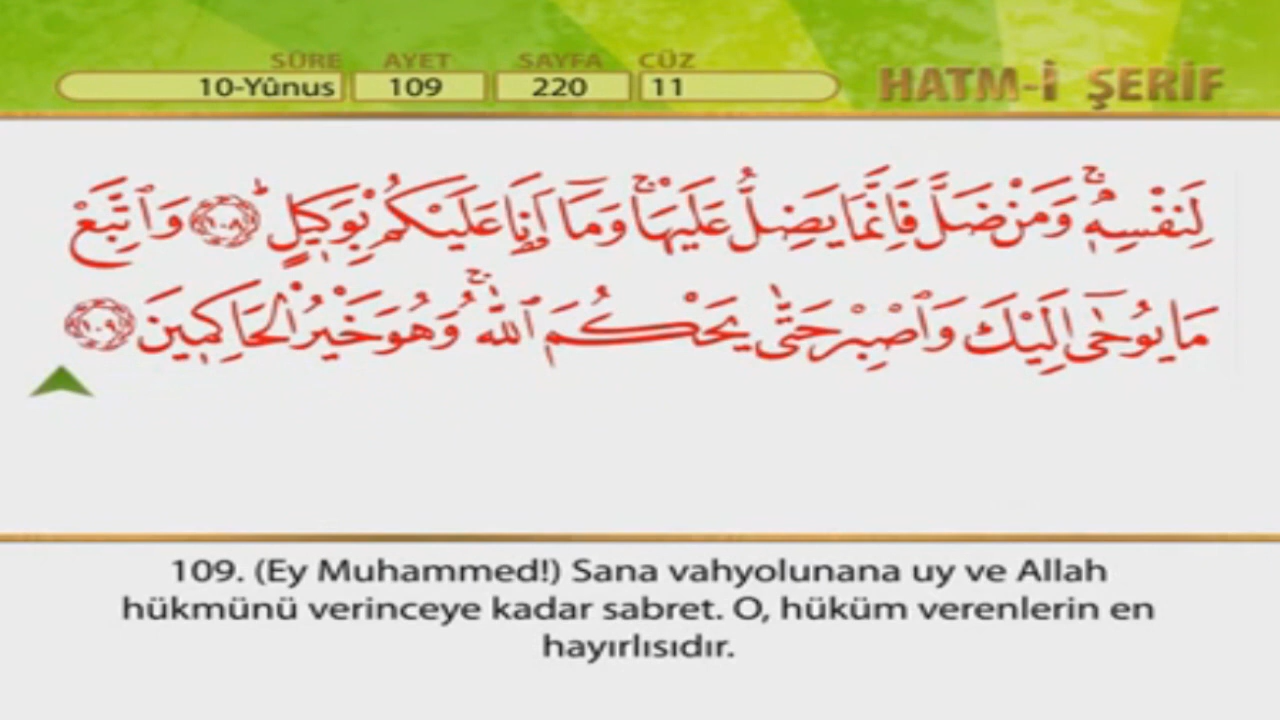 SÛRE AYET SAYFA CÜZ
10-Yûnus 109 220 11 HATM-İ ŞERİF
لِنَفْسِهٖۚ وَمَنْ ضَلَّ فَاِنَّمَا يَضِلُّ عَلَيْهَاۚ وَمَٓا اَنَا۬ عَلَيْكُمْ بِوَك۪يلٍۜ ﴿١٠٨﴾ وَاتَّبِعْ
مَا يُوحٰٓى اِلَيْكَ وَاصْبِرْ حَتّٰى يَحْكُمَ اللّٰهُۚ وَهُوَ خَيْرُ الْحَاكِم۪ينَ ﴿١٠٩﴾
109. (Ey Muhammed!) Sana vahyolunana uy ve Allah
hükmünü verinceye kadar sabret. O, hüküm verenlerin en
hayırlısıdır.